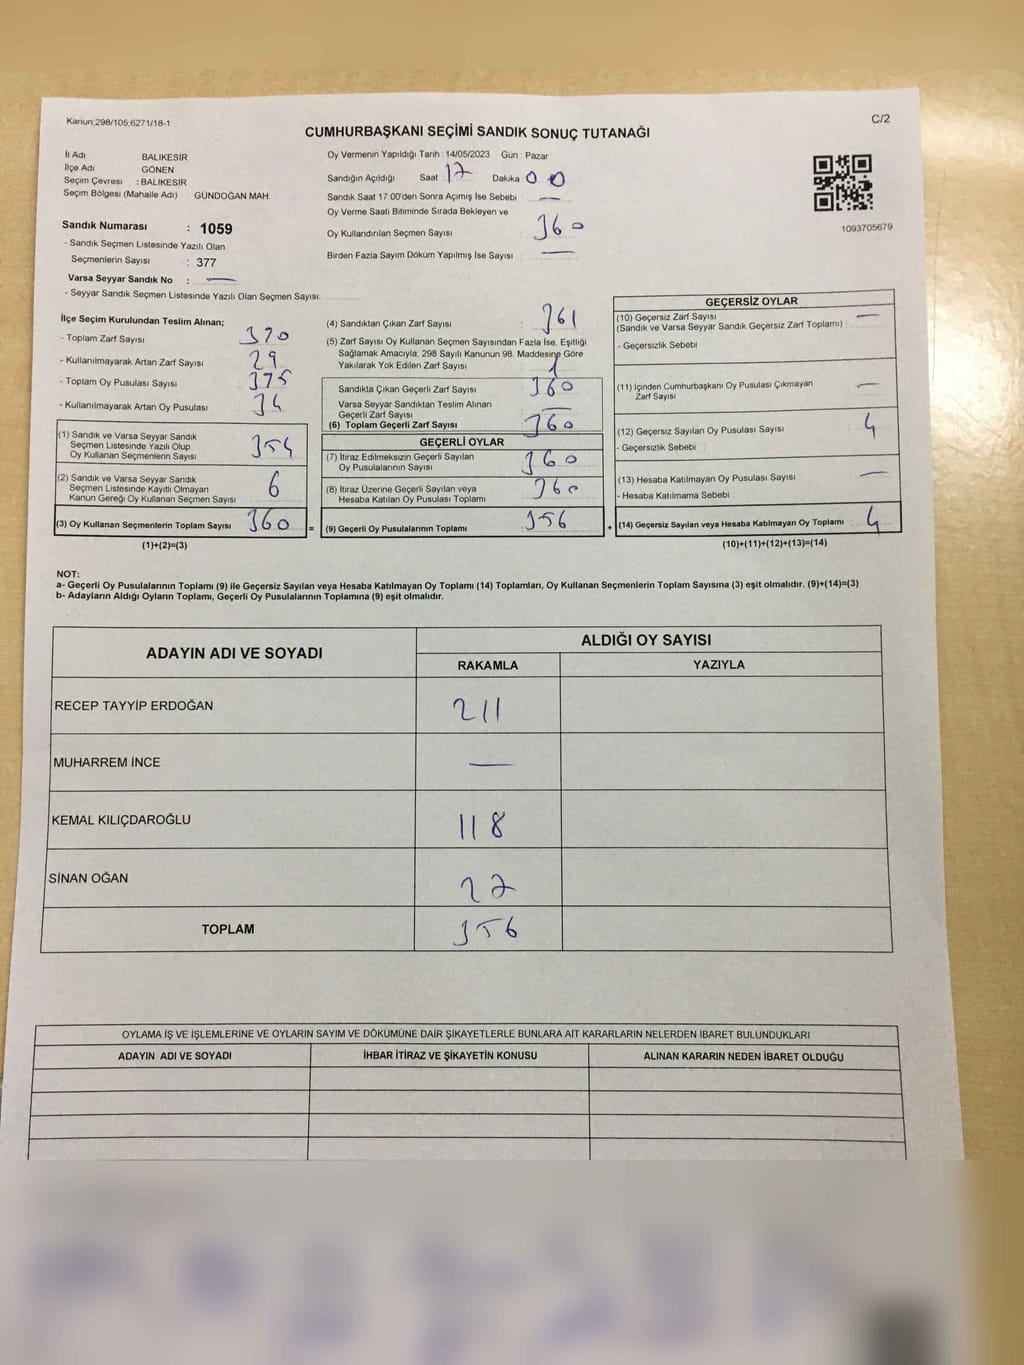 Kanun,298/105,6271/18-1
C/2
CUMHURBAŞKANI SEÇİMİ SANDIK SONUÇ TUTANAĞI
İl Adı BALIKESİR
İlçe Adı GÖNEN
Seçim Çevresi : BALIKESİR
Seçim Bölgesi (Mahalle Adı) GÜNDOĞAN MAH.
Sandık Numarası : 1059
- Sandık Seçmen Listesinde Yazılı Olan
Seçmenlerin Sayısı : 377
Varsa Seyyar Sandık No : —
- Seyyar Sandık Seçmen Listesinde Yazılı Olan Seçmen Sayısı:
Oy Vermenin Yapıldığı Tarih : 14/05/2023 Gün : Pazar
Sandığın Açıldığı Saat 17 Dakika 00
Sandık Saat 17:00'den Sonra Açımış İse Sebebi : —
Oy Verme Saati Bitiminde Sırada Bekleyen ve
Oy Kullandırılan Seçmen Sayısı : 360
Birden Fazla Sayım Döküm Yapılmış İse Sayısı : —
1093705679
İlçe Seçim Kurulundan Teslim Alınan;
- Toplam Zarf Sayısı : 370
- Kullanılmayarak Artan Zarf Sayısı : 29
- Toplam Oy Pusulası Sayısı : 375
- Kullanılmayarak Artan Oy Pusulası : 34
(1) Sandık ve Varsa Seyyar Sandık
Seçmen Listesinde Yazılı Olup
Oy Kullanan Seçmenlerin Sayısı : 354
(2) Sandık ve Varsa Seyyar Sandık
Seçmen Listesinde Kayıtlı Olmayan
Kanun Gereği Oy Kullanan Seçmen Sayısı : 6
(3) Oy Kullanan Seçmenlerin Toplam Sayısı : 360 =
(1)+(2)=(3)
(4) Sandıktan Çıkan Zarf Sayısı : 361
(5) Zarf Sayısı Oy Kullanan Seçmen Sayısından Fazla İse, Eşitliği
Sağlamak Amacıyla, 298 Sayılı Kanunun 98. Maddesine Göre
Yakılarak Yok Edilen Zarf Sayısı : 1
Sandıkta Çıkan Geçerli Zarf Sayısı : 360
Varsa Seyyar Sandıktan Teslim Alınan
Geçerli Zarf Sayısı : —
(6) Toplam Geçerli Zarf Sayısı : 360
GEÇERLİ OYLAR
(7) İtiraz Edilmeksizin Geçerli Sayılan
Oy Pusulalarının Sayısı : 360
(8) İtiraz Üzerine Geçerli Sayılan veya
Hesaba Katılan Oy Pusulası Toplamı : 360
(9) Geçerli Oy Pusulalarının Toplamı : 356 +
GEÇERSİZ OYLAR
(10) Geçersiz Zarf Sayısı
(Sandık ve Varsa Seyyar Sandık Geçersiz Zarf Toplamı) : —
- Geçersizlik Sebebi :
(11) İçinden Cumhurbaşkanı Oy Pusulası Çıkmayan
Zarf Sayısı : —
(12) Geçersiz Sayılan Oy Pusulası Sayısı : 4
- Geçersizlik Sebebi :
(13) Hesaba Katılmayan Oy Pusulası Sayısı : —
- Hesaba Katılmama Sebebi :
(14) Geçersiz Sayılan veya Hesaba Katılmayan Oy Toplamı : 4
(10)+(11)+(12)+(13)=(14)
NOT:
a- Geçerli Oy Pusulalarının Toplamı (9) ile Geçersiz Sayılan veya Hesaba Katılmayan Oy Toplamı (14) Toplamları, Oy Kullanan Seçmenlerin Toplam Sayısına (3) eşit olmalıdır. (9)+(14)=(3)
b- Adayların Aldığı Oyların Toplamı, Geçerli Oy Pusulalarının Toplamına (9) eşit olmalıdır.
ADAYIN ADI VE SOYADI
ALDIĞI OY SAYISI
RAKAMLA YAZIYLA
RECEP TAYYİP ERDOĞAN 211
MUHARREM İNCE —
KEMAL KILIÇDAROĞLU 118
SİNAN OĞAN 27
TOPLAM 356
OYLAMA İŞ VE İŞLEMLERİNE VE OYLARIN SAYIM VE DÖKÜMÜNE DAİR ŞİKAYETLERLE BUNLARA AİT KARARLARIN NELERDEN İBARET BULUNDUKLARI
ADAYIN ADI VE SOYADI İHBAR İTİRAZ VE ŞİKAYETİN KONUSU ALINAN KARARIN NEDEN İBARET OLDUĞU